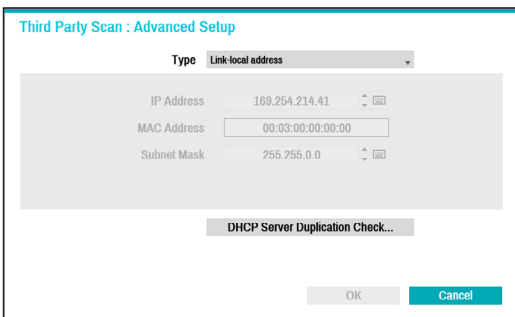 Third Party Scan : Advanced Setup
Type Link-local address
IP Address 169.254.214.41
MAC Address 00:03:00:00:00:00
Subnet Mask 255.255.0.0
DHCP Server Duplication Check...
OK Cancel